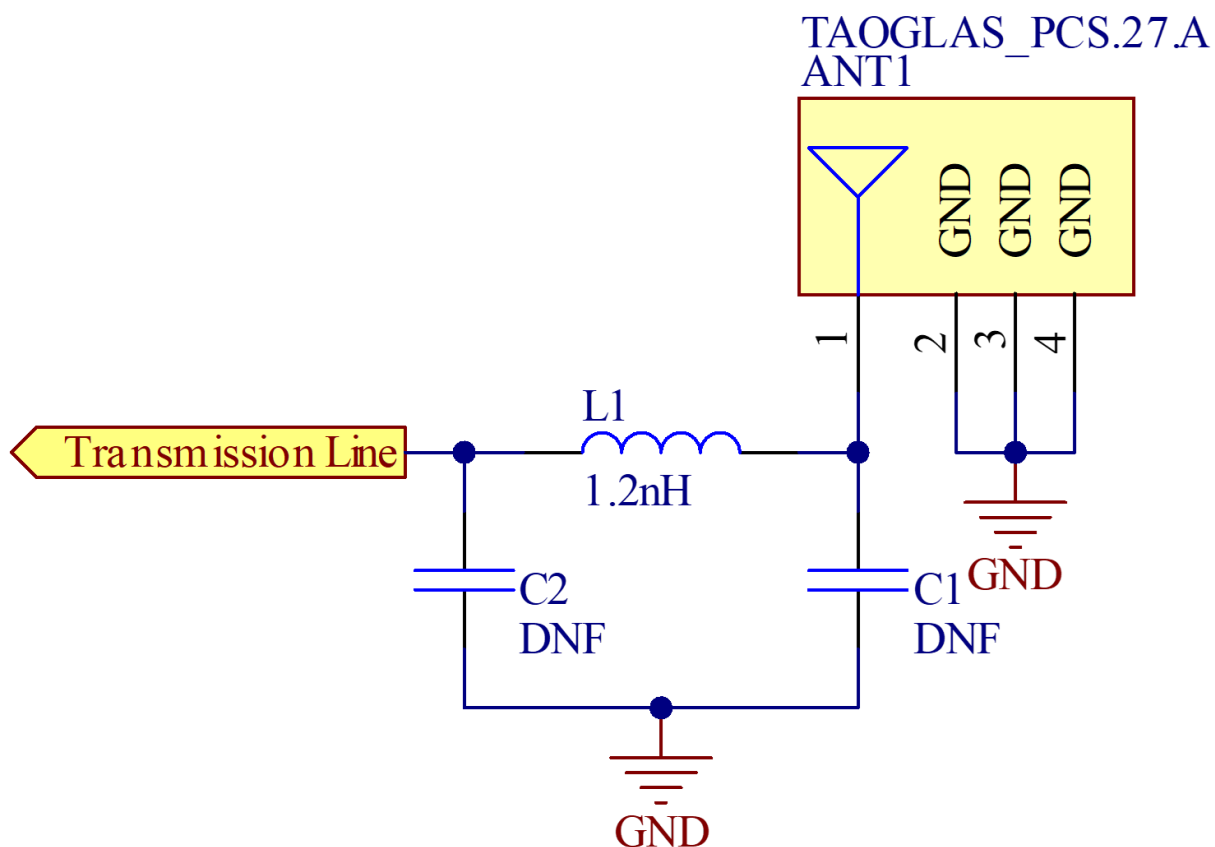 TAOGLAS_PCS.27.A
ANT1
GND
GND
GND
1
2
3
4
L1
Transmission Line
1.2nH
C2
DNF
C1
DNF
GND
GND